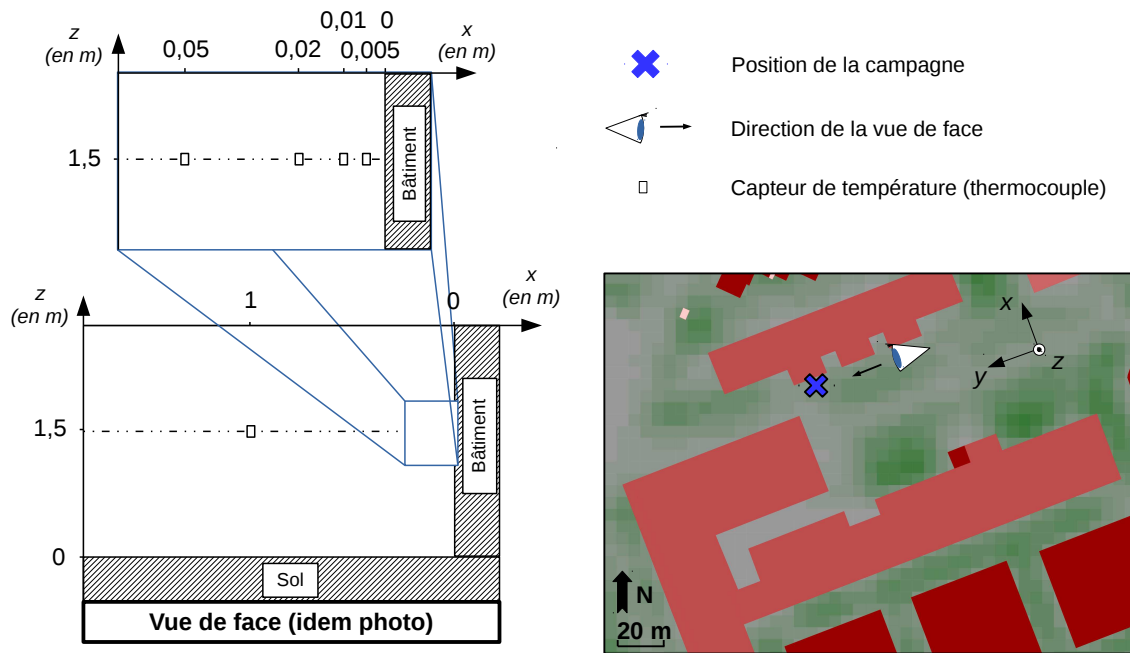 z
(en m)
0,01 0
x
(en m)
0,05
0,02
0,005
1,5
Bâtiment
z
(en m)
1
0
x
(en m)
1,5
Bâtiment
0
Sol
Vue de face (idem photo)
Position de la campagne
Direction de la vue de face
Capteur de température (thermocouple)
x
y
z
N
20 m